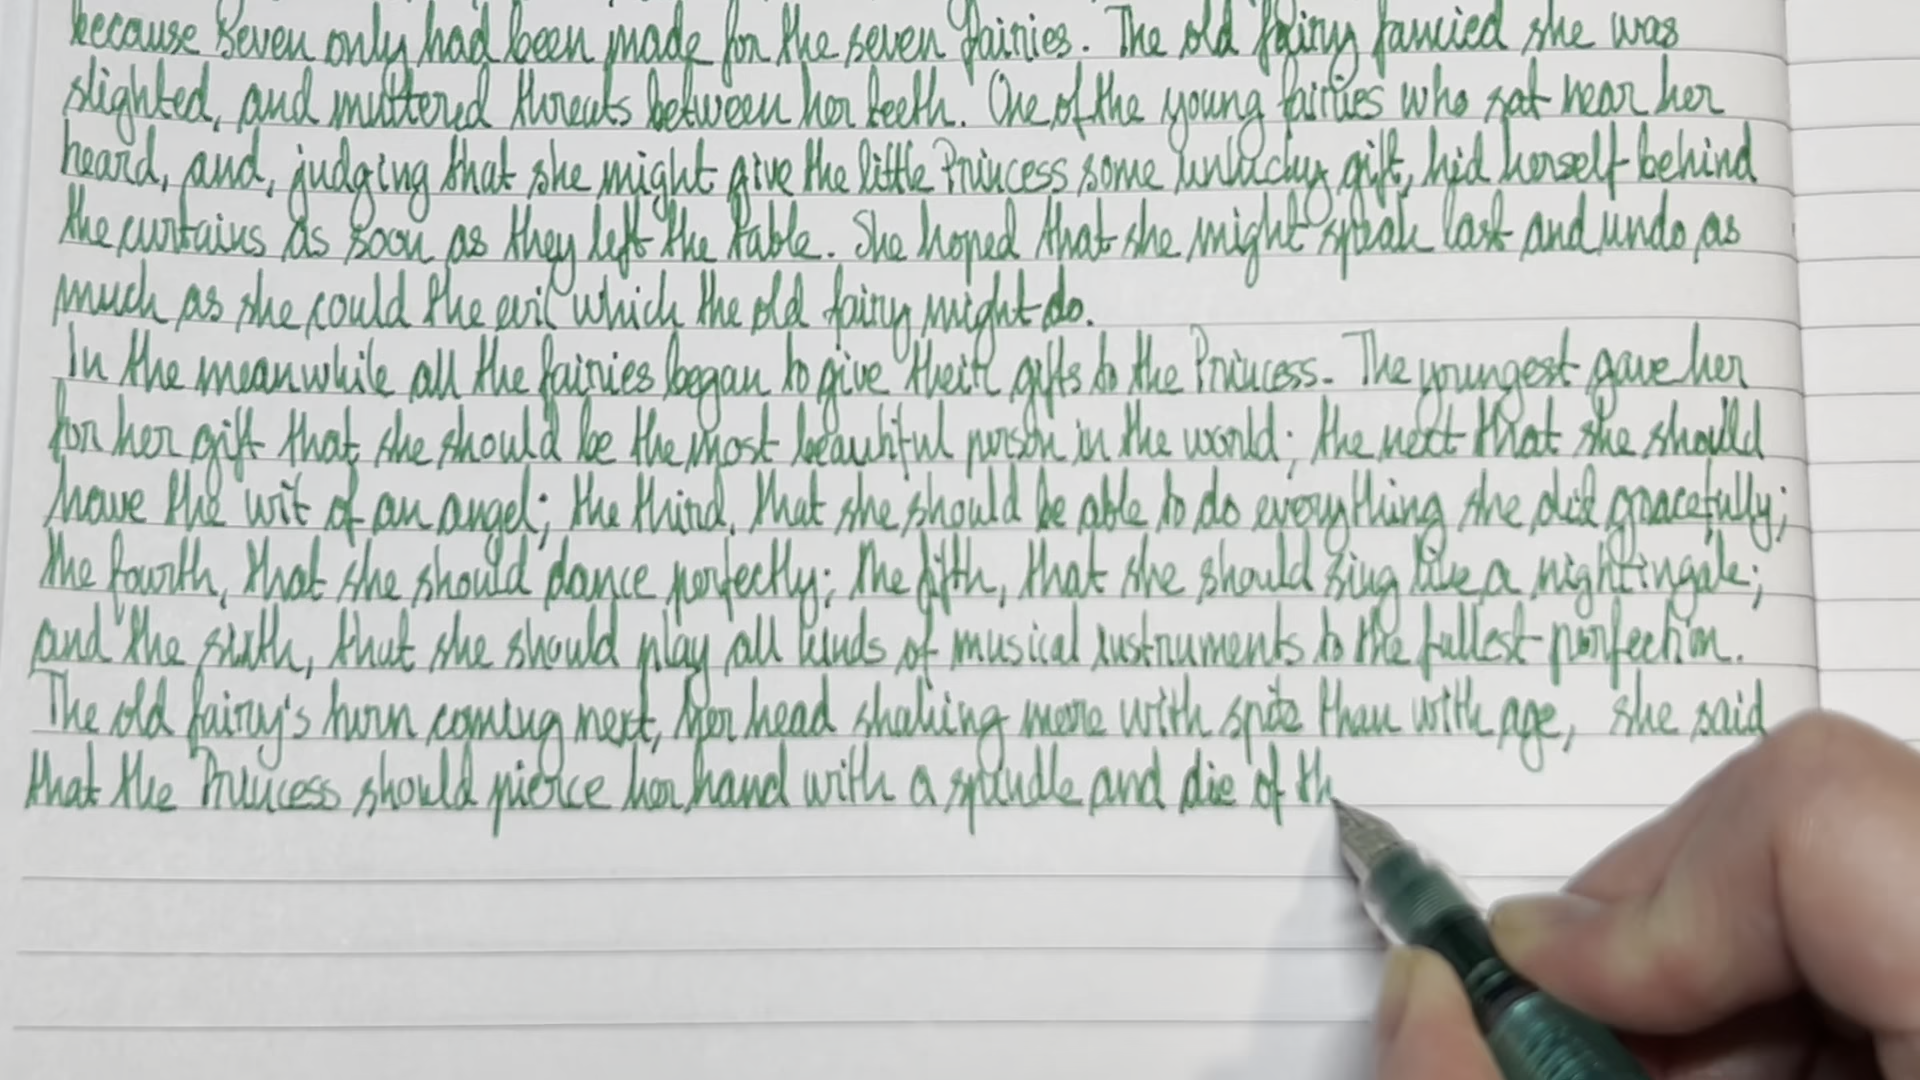 because seven only had been made for the seven fairies. The old fairy fancied she was
slighted, and muttered threats between her teeth. One of the young fairies who sat near her
heard, and, judging that she might give the little Princess some unlucky gift, hid herself behind
the curtains as soon as they left the table. She hoped that she might speak last and undo as
much as she could the evil which the old fairy might do.
In the meanwhile all the fairies began to give their gifts to the Princess. The youngest gave her
for her gift that she should be the most beautiful person in the world; the next that she should
have the wit of an angel; the third, that she should be able to do everything she did gracefully;
the fourth, that she should dance perfectly; the fifth, that she should sing like a nightingale;
and the sixth, that she should play all kinds of musical instruments to the fullest perfection.
The old fairy's turn coming next, her head shaking more with spite than with age, she said
that the Princess should pierce her hand with a spindle and die of th